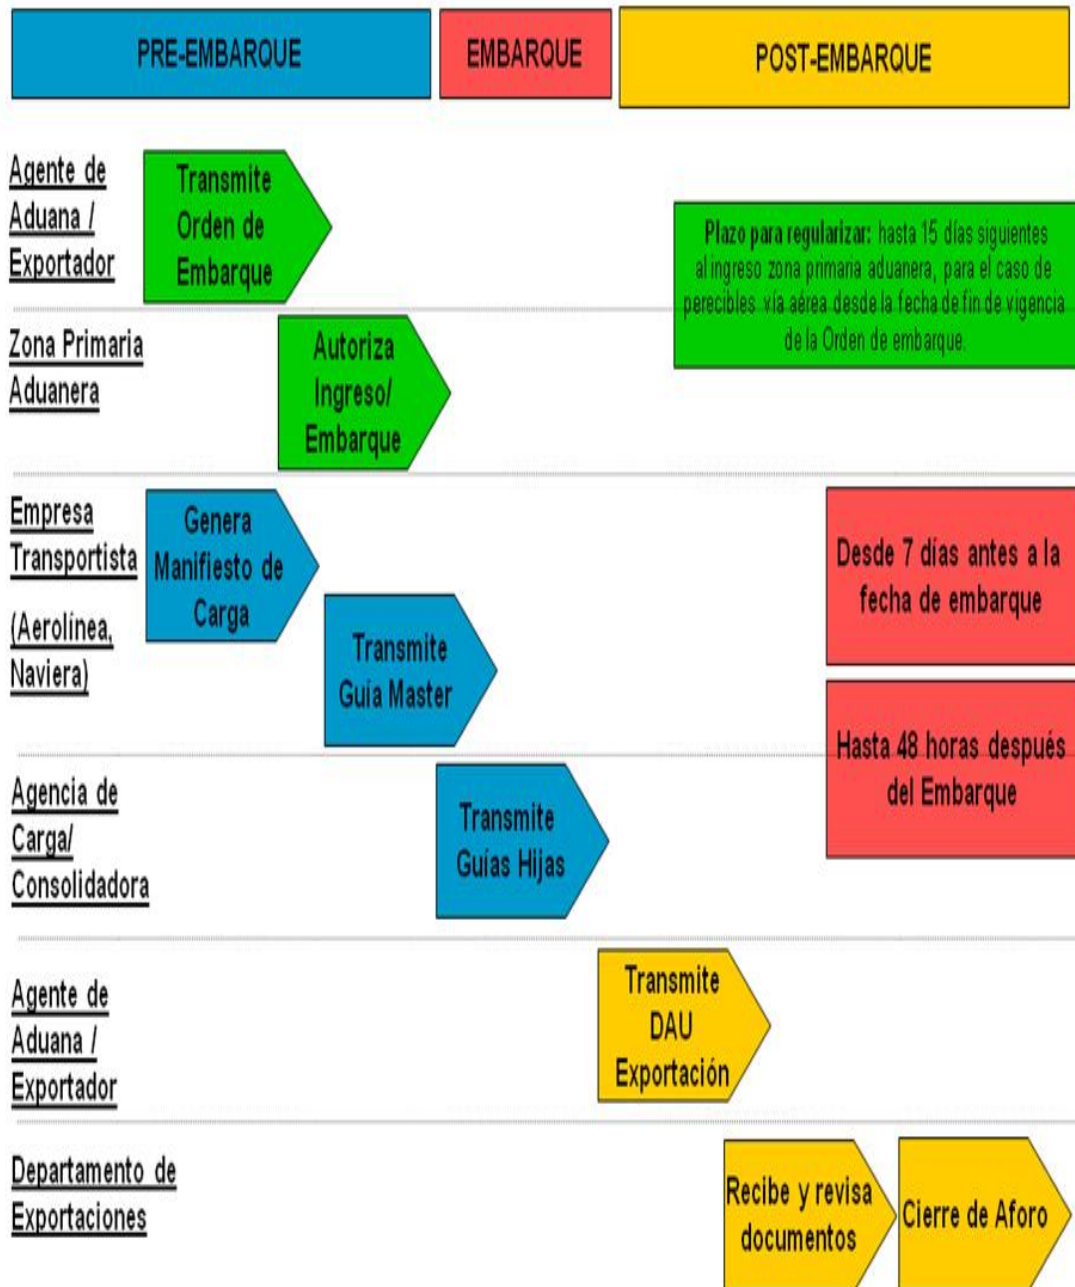 PRE-EMBARQUE
EMBARQUE
POST-EMBARQUE
Agente de
Aduana /
Exportador
Transmite
Orden de
Embarque
Plazo para regularizar: hasta 15 días siguientes
al ingreso zona primaria aduanera, para el caso de
perecibles vía aérea desde la fecha de fin de vigencia
de la Orden de embarque.
Zona Primaria
Aduanera
Autoriza
Ingreso/
Embarque
Empresa
Transportista
(Aerolínea,
Naviera)
Genera
Manifiesto de
Carga
Transmite
Guía Master
Desde 7 días antes a la
fecha de embarque
Hasta 48 horas después
del Embarque
Agencia de
Carga/
Consolidadora
Transmite
Guías Hijas
Agente de
Aduana /
Exportador
Transmite
DAU
Exportación
Departamento de
Exportaciones
Recibe y revisa
documentos
Cierre de Aforo